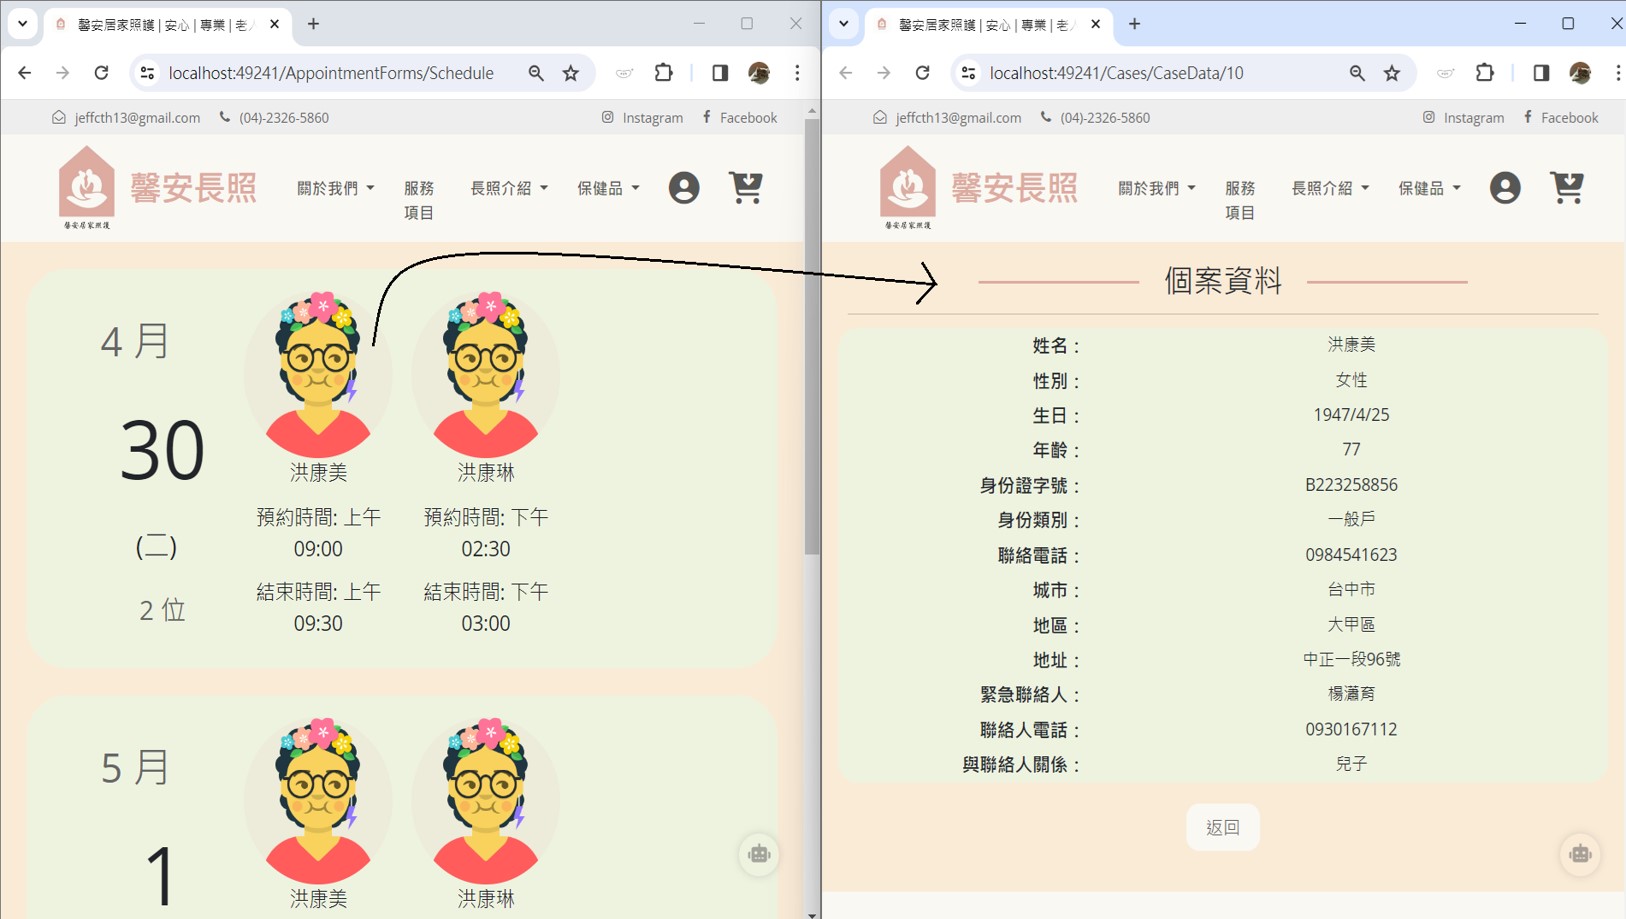 馨安居家照護 | 安心 | 專業 | 老
localhost:49241/AppointmentForms/Schedule
jeffcth13@gmail.com
(04)-2326-5860
Instagram
Facebook
馨安長照
馨安居家照護
關於我們
服務
項目
長照介紹
保健品
4 月
30
(二)
2 位
洪康美
預約時間: 上午
09:00
結束時間: 上午
09:30
洪康琳
預約時間: 下午
02:30
結束時間: 下午
03:00
5 月
1
洪康美
洪康琳
馨安居家照護 | 安心 | 專業 | 老
localhost:49241/Cases/CaseData/10
jeffcth13@gmail.com
(04)-2326-5860
Instagram
Facebook
馨安長照
馨安居家照護
關於我們
服務
項目
長照介紹
保健品
個案資料
姓名： 洪康美
性別： 女性
生日： 1947/4/25
年齡： 77
身份證字號： B223258856
身份類別： 一般戶
聯絡電話： 0984541623
城市： 台中市
地區： 大甲區
地址： 中正一段96號
緊急聯絡人： 楊瀟育
聯絡人電話： 0930167112
與聯絡人關係： 兒子
返回